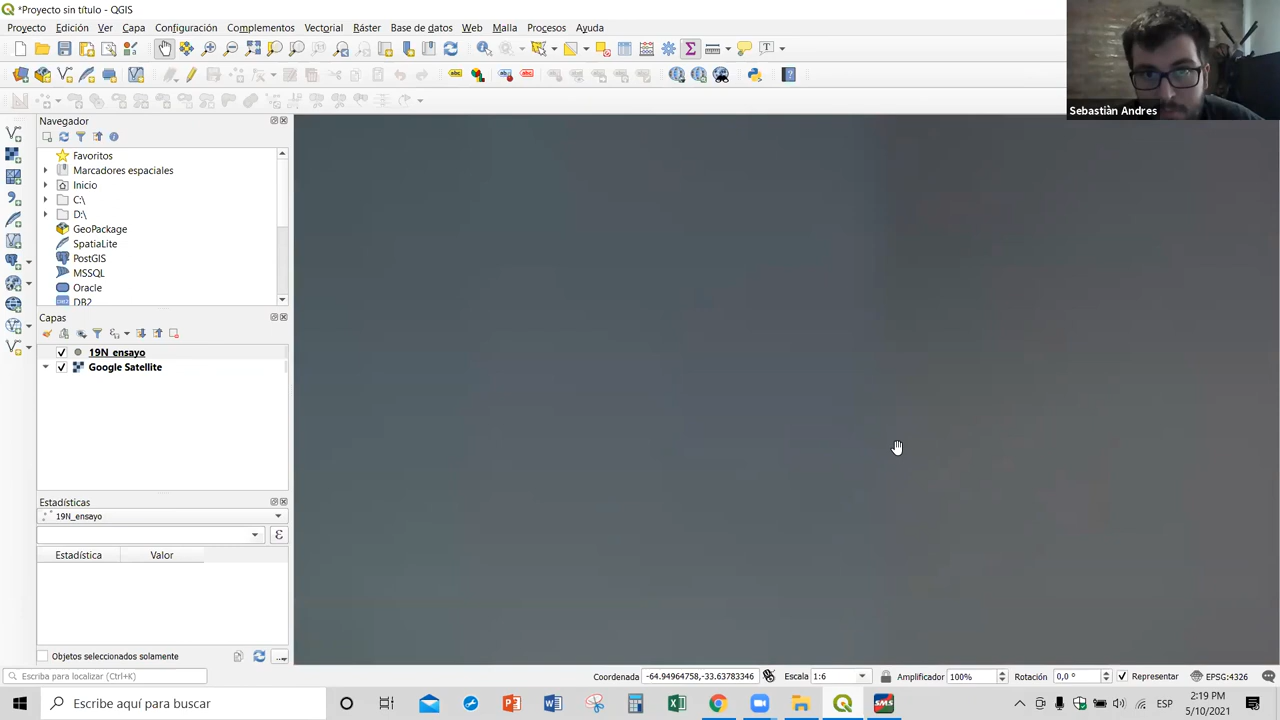 *Proyecto sin título - QGIS
Proyecto Edición Ver Capa Configuración Complementos Vectorial Ráster Base de datos Web Malla Procesos Ayuda
Sebastiàn Andres
Navegador
Favoritos
Marcadores espaciales
Inicio
C:\
D:\
GeoPackage
SpatiaLite
PostGIS
MSSQL
Oracle
DB2
Capas
19N_ensayo
Google Satellite
Estadísticas
19N_ensayo
Estadística Valor
Objetos seleccionados solamente
Escribe para localizar (Ctrl+K)
Coordenada -64.94964758,-33.63783346 Escala 1:6 Amplificador 100% Rotación 0,0 ° Representar EPSG:4326
Escribe aquí para buscar
SMS
ESP
2:19 PM
5/10/2021